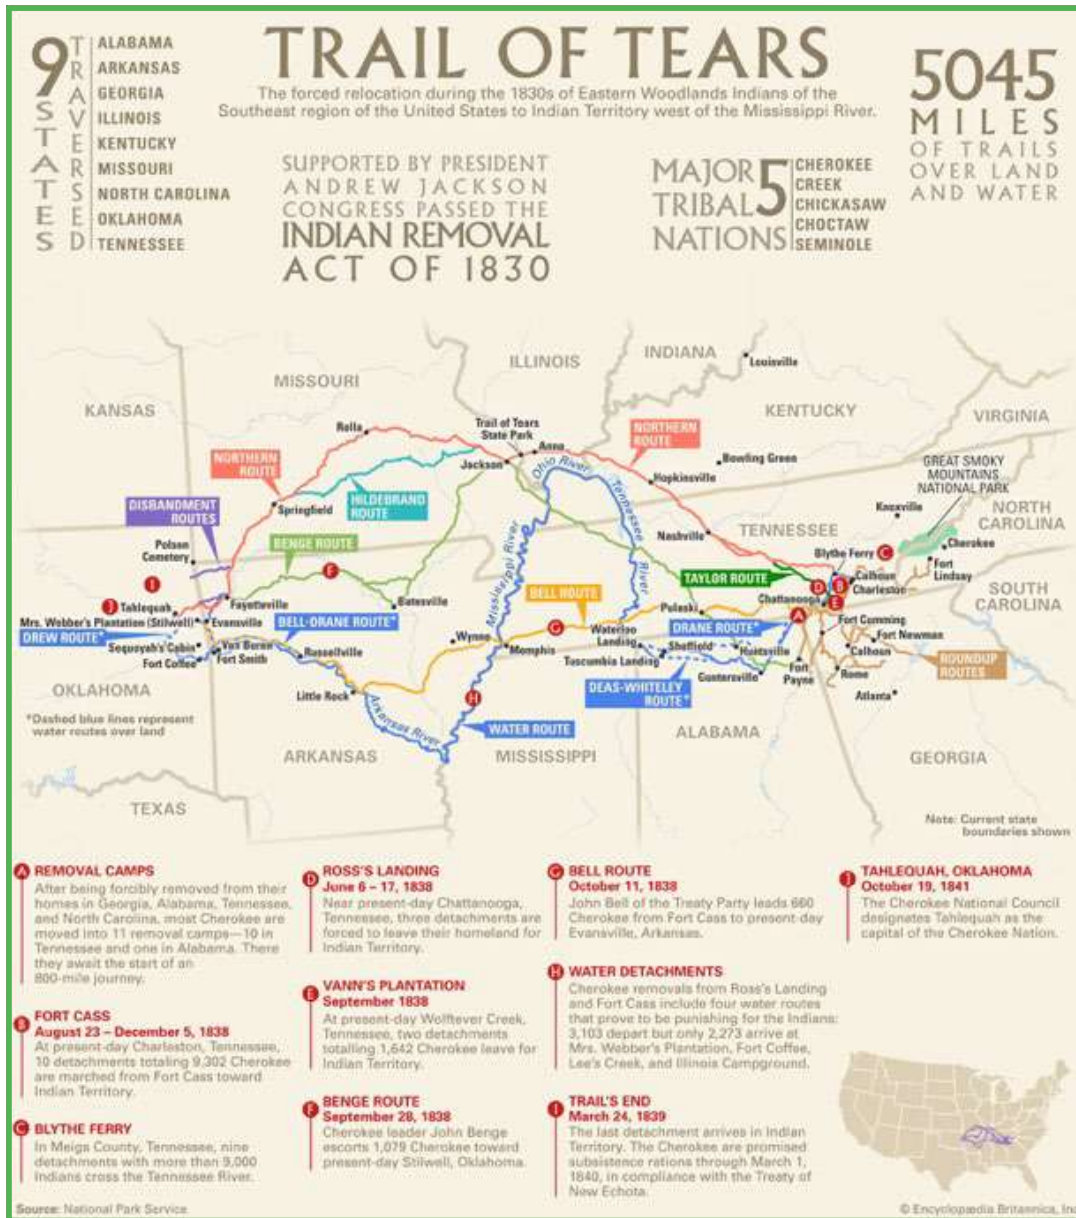 9
STATES
TRAVERSED
ALABAMA
ARKANSAS
GEORGIA
ILLINOIS
KENTUCKY
MISSOURI
NORTH CAROLINA
OKLAHOMA
TENNESSEE
TRAIL OF TEARS
The forced relocation during the 1830s of Eastern Woodlands Indians of the
Southeast region of the United States to Indian Territory west of the Mississippi River.
SUPPORTED BY PRESIDENT
ANDREW JACKSON
CONGRESS PASSED THE
INDIAN REMOVAL
ACT OF 1830
MAJOR
TRIBAL
NATIONS
5
CHEROKEE
CREEK
CHICKASAW
CHOCTAW
SEMINOLE
5045
MILES
OF TRAILS
OVER LAND
AND WATER
KANSAS
MISSOURI
ILLINOIS
INDIANA
Louisville
KENTUCKY
VIRGINIA
Rolla
Trail of Tears
State Park
Anna
Jackson
NORTHERN
ROUTE
NORTHERN
ROUTE
Ohio River
Bowling Green
Hopkinsville
GREAT SMOKY
MOUNTAINS
NATIONAL PARK
HILDEBRAND
ROUTE
Springfield
DISBANDMENT
ROUTES
Tennessee
River
Knoxville
NORTH
CAROLINA
Polson
Cemetery
BENGE ROUTE
Mississippi River
Nashville
TENNESSEE
Blythe Ferry
C
Cherokee
F
I
J
Tahlequah
Fayetteville
Batesville
BELL ROUTE
TAYLOR ROUTE
D
B
Calhoun
Charleston
Fort
Lindsay
Chattanooga
E
A
SOUTH
CAROLINA
Mrs. Webber's Plantation (Stilwell)
Evansville
DREW ROUTE*
BELL-DRANE ROUTE*
Pulaski
G
Waterloo
Landing
DRANE ROUTE*
Fort Cumming
Fort Newman
Sequoyah's Cabin
Van Buren
Fort Coffee
Fort Smith
Russellville
Wynne
Memphis
Tuscumbia Landing
Sheffield
Huntsville
Guntersville
Fort
Payne
Calhoun
Rome
ROUNDUP
ROUTES
OKLAHOMA
Little Rock
H
DEAS-WHITELEY
ROUTE*
Atlanta
*Dashed blue lines represent
water routes over land
Arkansas River
WATER ROUTE
ARKANSAS
MISSISSIPPI
ALABAMA
GEORGIA
TEXAS
Note: Current state
boundaries shown
A REMOVAL CAMPS
After being forcibly removed from their
homes in Georgia, Alabama, Tennessee,
and North Carolina, most Cherokee are
moved into 11 removal camps—10 in
Tennessee and one in Alabama. There
they await the start of an
800-mile journey.
B FORT CASS
August 23 – December 5, 1838
At present-day Charleston, Tennessee,
10 detachments totaling 9,302 Cherokee
are marched from Fort Cass toward
Indian Territory.
C BLYTHE FERRY
In Meigs County, Tennessee, nine
detachments with more than 9,000
Indians cross the Tennessee River.
D ROSS'S LANDING
June 6 – 17, 1838
Near present-day Chattanooga,
Tennessee, three detachments are
forced to leave their homeland for
Indian Territory.
E VANN'S PLANTATION
September 1838
At present-day Wolftever Creek,
Tennessee, two detachments
totalling 1,642 Cherokee leave for
Indian Territory.
F BENGE ROUTE
September 28, 1838
Cherokee leader John Benge
escorts 1,079 Cherokee toward
present-day Stilwell, Oklahoma.
G BELL ROUTE
October 11, 1838
John Bell of the Treaty Party leads 660
Cherokee from Fort Cass to present-day
Evansville, Arkansas.
H WATER DETACHMENTS
Cherokee removals from Ross's Landing
and Fort Cass include four water routes
that prove to be punishing for the Indians:
3,103 depart but only 2,273 arrive at
Mrs. Webber's Plantation, Fort Coffee,
Lee's Creek, and Illinois Campground.
I TRAIL'S END
March 24, 1839
The last detachment arrives in Indian
Territory. The Cherokee are promised
subsistence rations through March 1,
1840, in compliance with the Treaty of
New Echota.
J TAHLEQUAH, OKLAHOMA
October 19, 1841
The Cherokee National Council
designates Tahlequah as the
capital of the Cherokee Nation.
Source: National Park Service
© Encyclopædia Britannica, Inc